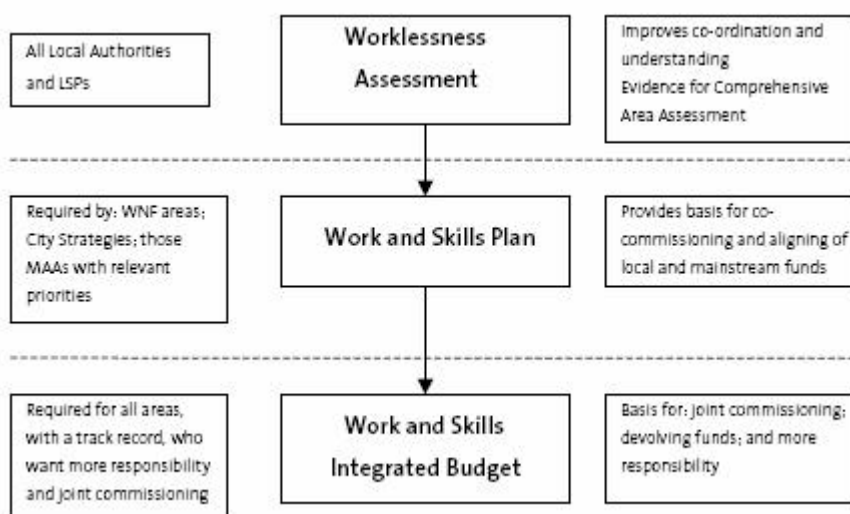 All Local Authorities
and LSPs
Worklessness
Assessment
Improves co-ordination and
understanding
Evidence for Comprehensive
Area Assessment
Required by: WNF areas;
City Strategies; those
MAAs with relevant
priorities
Work and Skills Plan
Provides basis for co-
commissioning and aligning of
local and mainstream funds
Required for all areas,
with a track record, who
want more responsibility
and joint commissioning
Work and Skills
Integrated Budget
Basis for: joint commissioning;
devolving funds; and more
responsibility